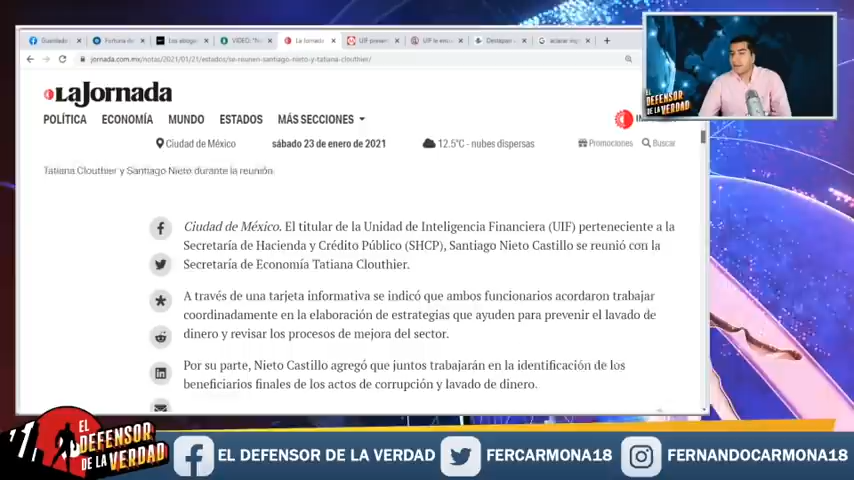 Guardado
Fortuna de
Los abogad
VIDEO: "Tr
La Jornada
UIF presen
UIF le enc
Destapan
jornada.com.mx/notas/2021/01/21/estados/se-reunen-santiago-nieto-y-tatiana-clouthier/
La Jornada
POLÍTICA ECONOMÍA MUNDO ESTADOS MÁS SECCIONES
Ciudad de México sábado 23 de enero de 2021 12.5°C - nubes dispersas Promociones Buscar
Tatiana Clouthier y Santiago Nieto durante la reunión.
Ciudad de México. El titular de la Unidad de Inteligencia Financiera (UIF) perteneciente a la
Secretaría de Hacienda y Crédito Público (SHCP), Santiago Nieto Castillo se reunió con la
Secretaría de Economía Tatiana Clouthier.
A través de una tarjeta informativa se indicó que ambos funcionarios acordaron trabajar
coordinadamente en la elaboración de estrategias que ayuden para prevenir el lavado de
dinero y revisar los procesos de mejora del sector.
Por su parte, Nieto Castillo agregó que juntos trabajarán en la identificación de los
beneficiarios finales de los actos de corrupción y lavado de dinero.
EL
DEFENSOR
DE LA VERDAD
#1
EL
DEFENSOR
DE LA VERDAD
EL DEFENSOR DE LA VERDAD FERCARMONA18 FERNANDOCARMONA18